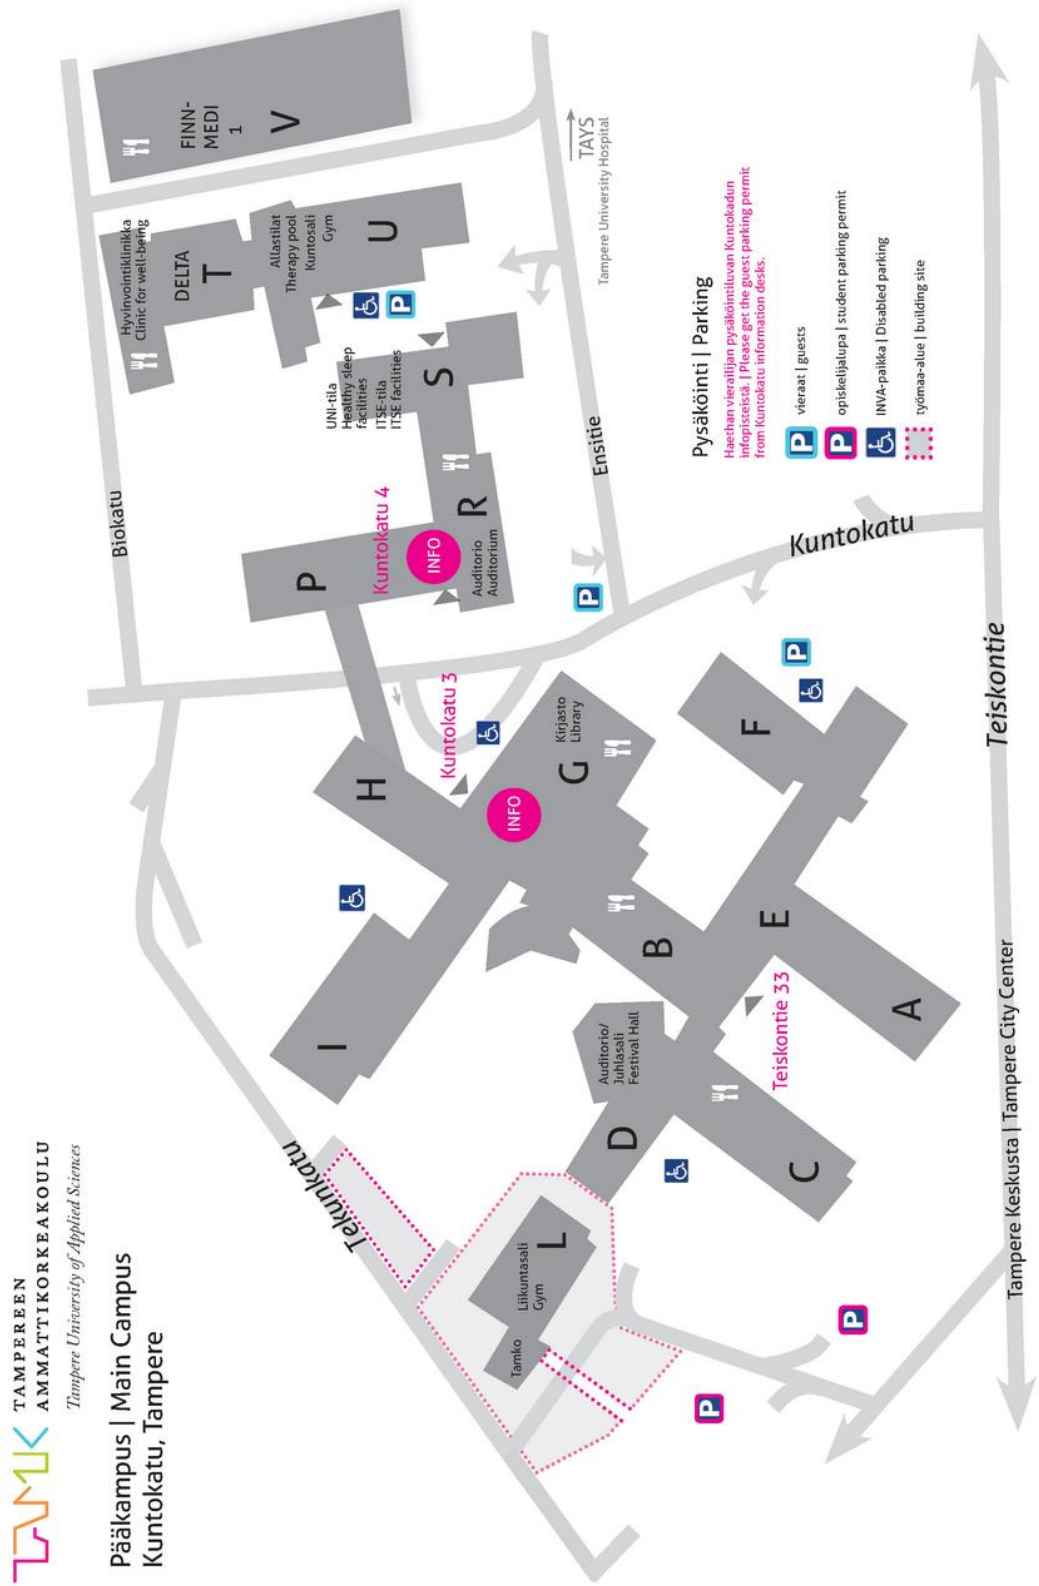 TAMK
TAMPEREEN
AMMATTIKORKEAKOULU
Tampere University of Applied Sciences
Pääkampus | Main Campus
Kuntokatu, Tampere
Tekunkatu
Biokatu
Ensitie
Kuntokatu
Teiskontie
Tampere Keskusta | Tampere City Center
TAYS
Tampere University Hospital
FINN-
MEDI
1
V
Hyvinvointiklinikka
Clinic for well-being
DELTA
T
Allastilat
Therapy pool
Kuntosali
Gym
U
P
UNI-tila
Healthy sleep
facilities
ITSE-tila
ITSE facilities
S
Kuntokatu 4
INFO
R
Auditorio
Auditorium
P
P
Kuntokatu 3
H
INFO
G
Kirjasto
Library
I
F
P
B
E
A
Teiskontie 33
Auditorio/
Juhlasali
Festival Hall
D
C
L
Liikuntasali
Gym
Tamko
P
P
Pysäköinti | Parking
Haethan vierailijan pysäköintiluvan Kuntokadun
infopisteistä. | Please get the guest parking permit
from Kuntokatu information desks.
P vieraat | guests
P opiskelijalupa | student parking permit
INVA-paikka | Disabled parking
työmaa-alue | building site